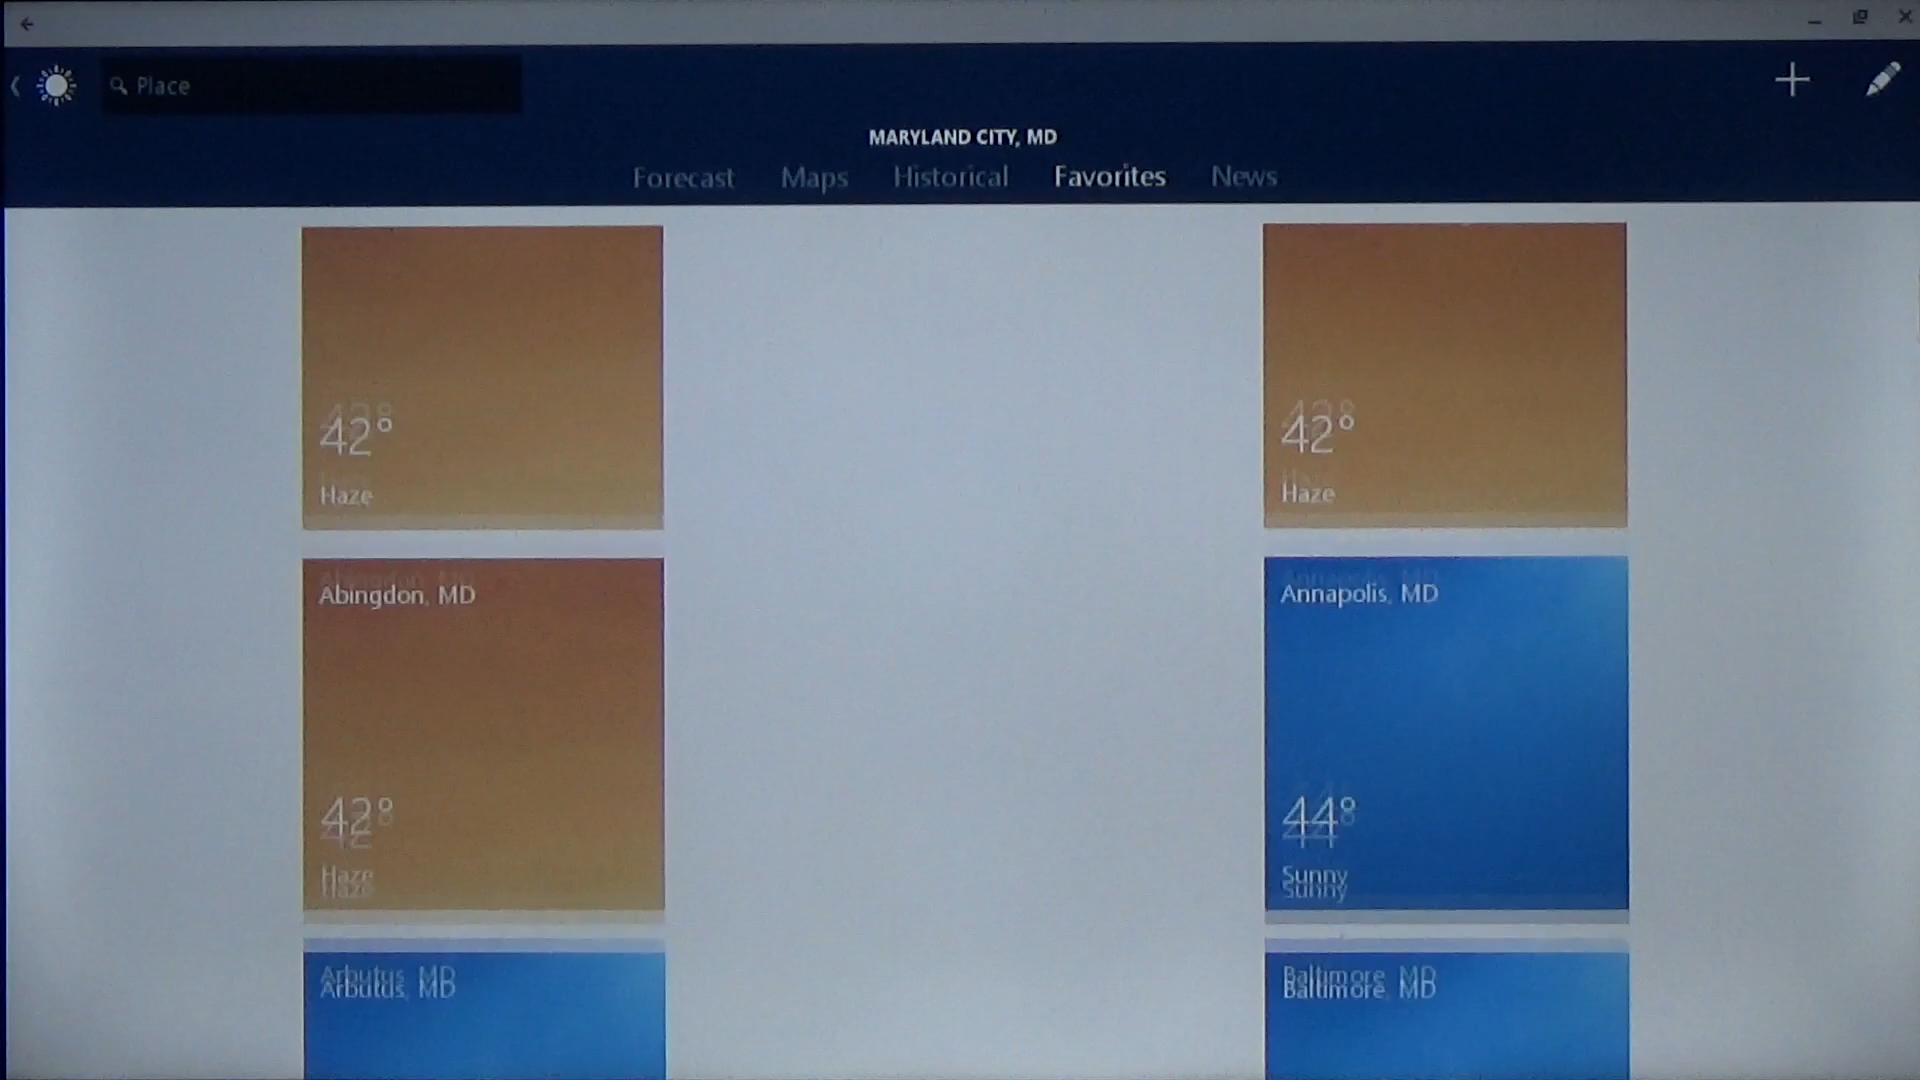 Place
MARYLAND CITY, MD
Forecast Maps Historical Favorites News
42°
Haze
42°
Haze
Abingdon, MD
42°
Haze
Annapolis, MD
44°
Sunny
Arbutus, MD
Baltimore, MD